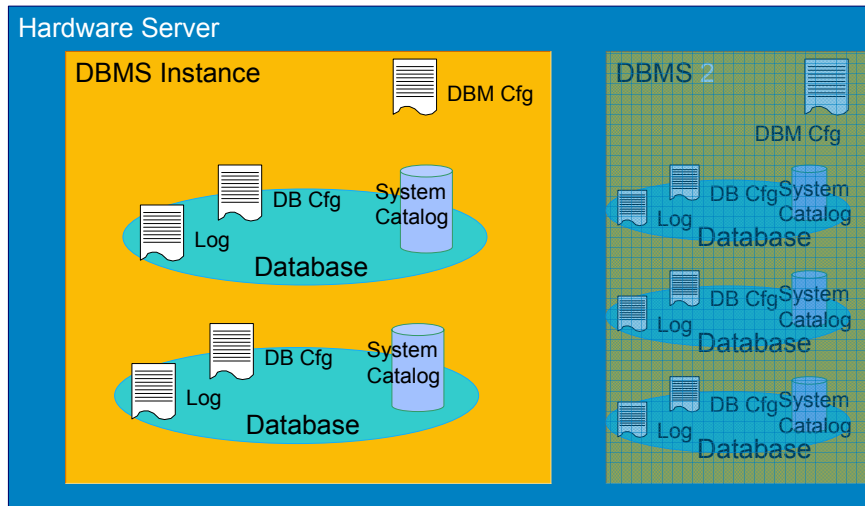 Hardware Server
DBMS Instance
DBM Cfg
System
Catalog
DB Cfg
Log
Database
System
Catalog
DB Cfg
Log
Database
DBMS 2
DBM Cfg
System
Catalog
DB Cfg
Log
Database
System
Catalog
DB Cfg
Log
Database
System
Catalog
DB Cfg
Log
Database